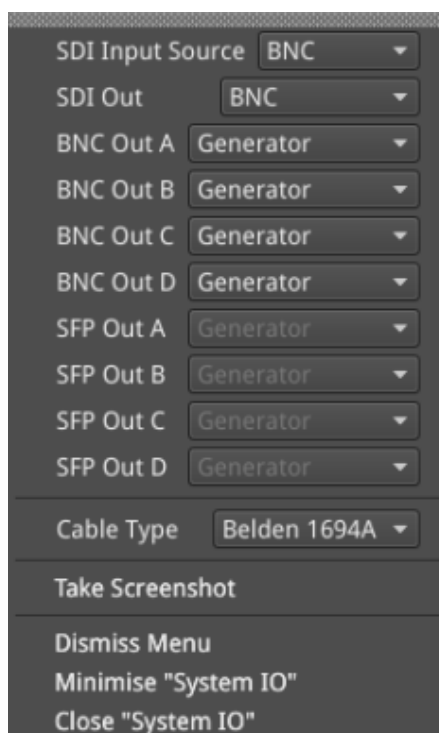 SDI Input Source BNC
SDI Out BNC
BNC Out A Generator
BNC Out B Generator
BNC Out C Generator
BNC Out D Generator
SFP Out A Generator
SFP Out B Generator
SFP Out C Generator
SFP Out D Generator
Cable Type Belden 1694A
Take Screenshot
Dismiss Menu
Minimise "System IO"
Close "System IO"